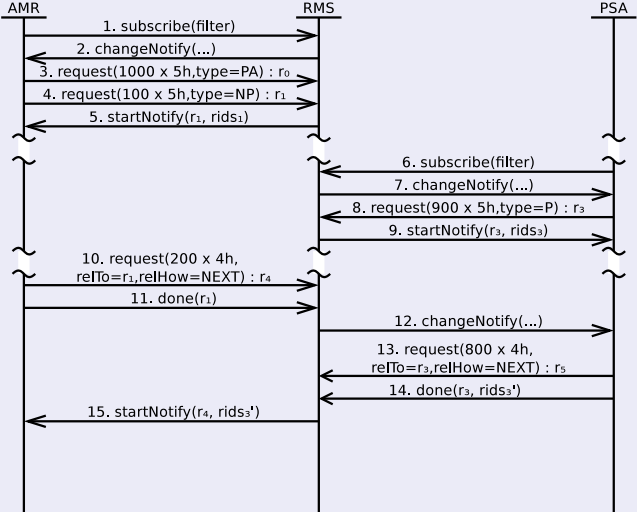 AMR RMS PSA
1. subscribe(filter)
2. changeNotify(...)
3. request(1000 x 5h,type=PA) : r₀
4. request(100 x 5h,type=NP) : r₁
5. startNotify(r₁, rids₁)
6. subscribe(filter)
7. changeNotify(...)
8. request(900 x 5h,type=P) : r₃
9. startNotify(r₃, rids₃)
10. request(200 x 4h,
relTo=r₁,relHow=NEXT) : r₄
11. done(r₁)
12. changeNotify(...)
13. request(800 x 4h,
relTo=r₃,relHow=NEXT) : r₅
14. done(r₃, rids₃')
15. startNotify(r₄, rids₃')